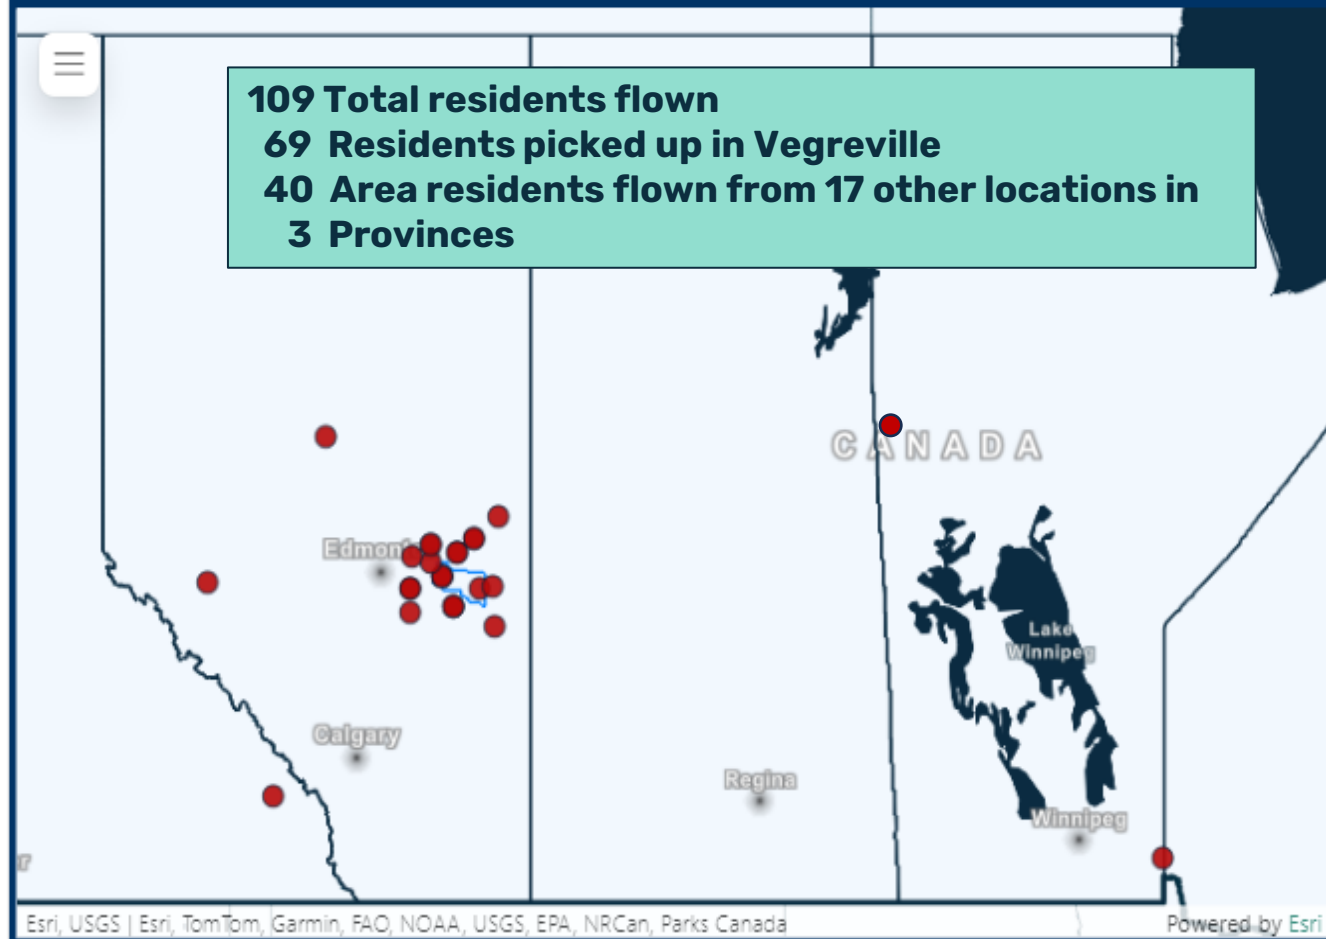 109 Total residents flown
69 Residents picked up in Vegreville
40 Area residents flown from 17 other locations in
3 Provinces
CANADA
Lake
Winnipeg
Calgary
Regina
Winnipeg
Esri, USGS | Esri, TomTom, Garmin, FAO, NOAA, USGS, EPA, NRCan, Parks Canada
Powered by Esri